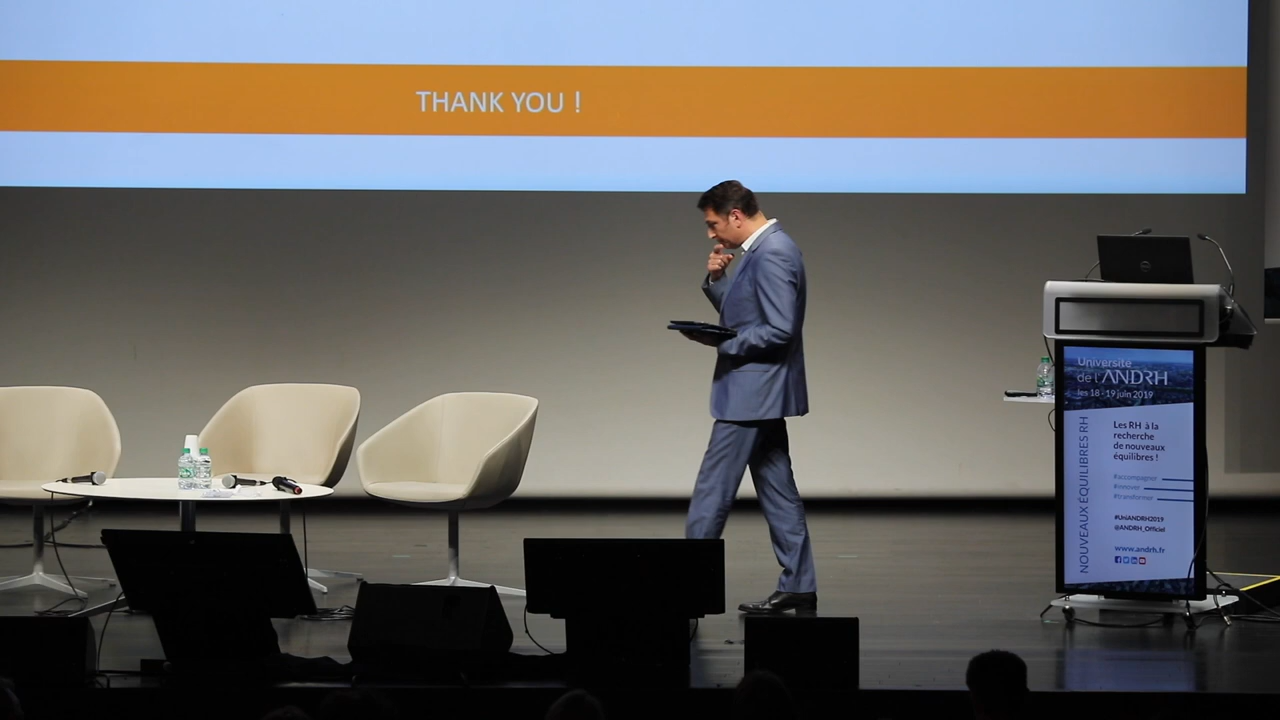 THANK YOU !
Université
de l'ANDRH
les 18 - 19 juin 2019
NOUVEAUX ÉQUILIBRES RH
Les RH à la
recherche
de nouveaux
équilibres !
#accompagner
#innover
#transformer
#UniANDRH2019
@ANDRH_Officiel
www.andrh.fr